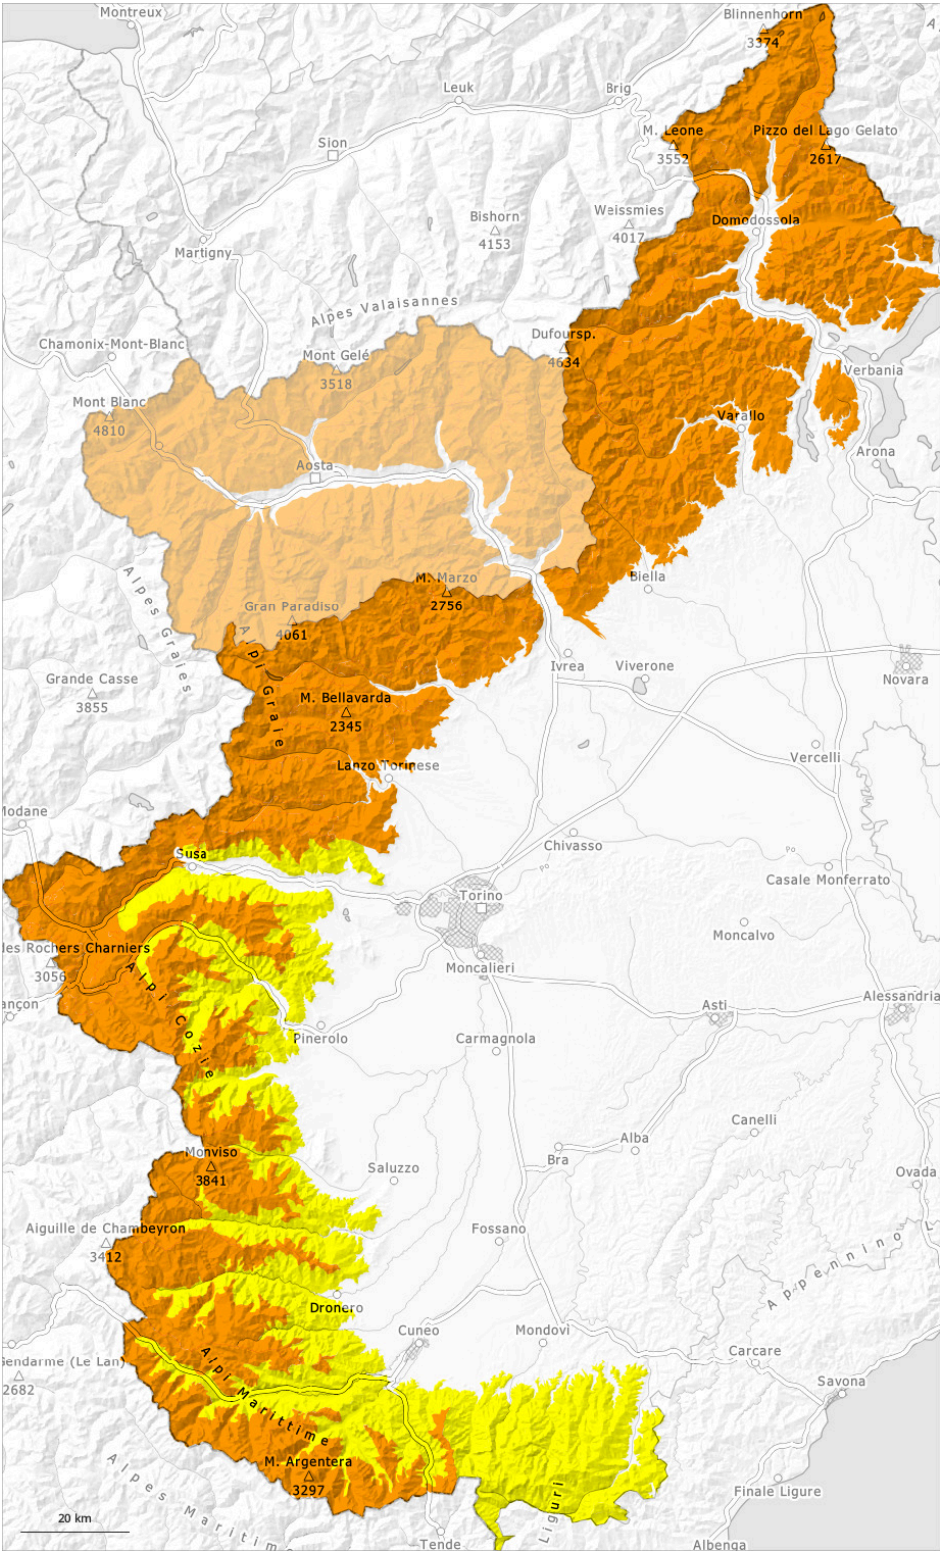 Montreux
Blinnenhorn
3374
Leuk
Brig
Sion
M. Leone
3552
Pizzo del Lago Gelato
2617
Bishorn
4153
Weissmies
4017
Domodossola
Martigny
Alpes Valaisannes
Chamonix-Mont-Blanc
Mont Gelé
3518
Dufoursp.
4634
Verbania
Mont Blanc
4810
Varallo
Aosta
Arona
Alpes Graies
M. Marzo
2756
Biella
Gran Paradiso
4061
Alpi Graie
Ivrea
Viverone
Novara
Grande Casse
3855
M. Bellavarda
2345
Vercelli
Lanzo Torinese
Modane
Chivasso
Po
Po
Susa
Casale Monferrato
Torino
Moncalvo
des Rochers Charniers
3056
Moncalieri
Alpi Cozie
ançon
Asti
Alessandria
Pinerolo
Carmagnola
Canelli
Alba
Monviso
3841
Bra
Saluzzo
Ovada
Aiguille de Chambeyron
3412
Fossano
Appennino L
Dronero
Cuneo
Mondovì
Carcare
Gendarme (Le Lan
2682
Alpi Marittime
Savona
M. Argentera
3297
Alpes Maritime
Liguri
Finale Ligure
20 km
Tende
Albenga